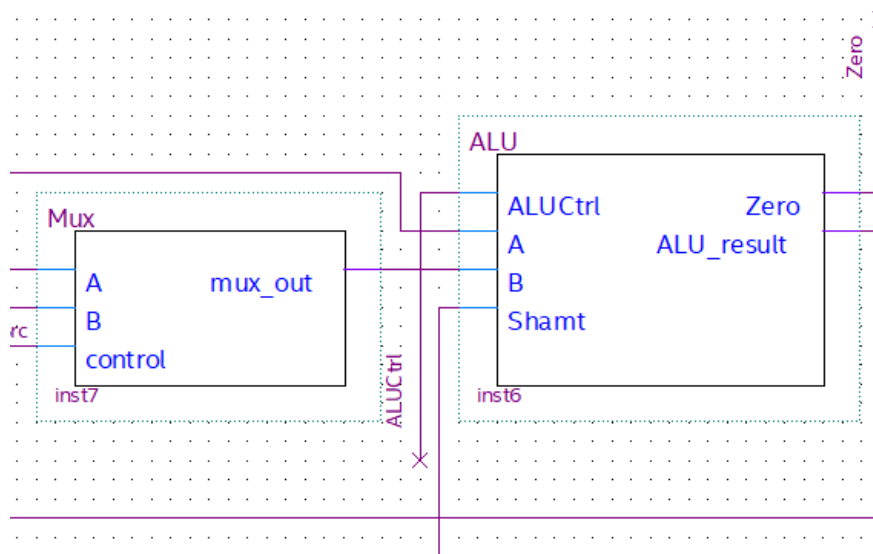 Zero
ALU
ALUCtrl
Zero
A
ALU_result
B
Shamt
inst6
Mux
A
mux_out
B
control
inst7
rc
ALUCtrl